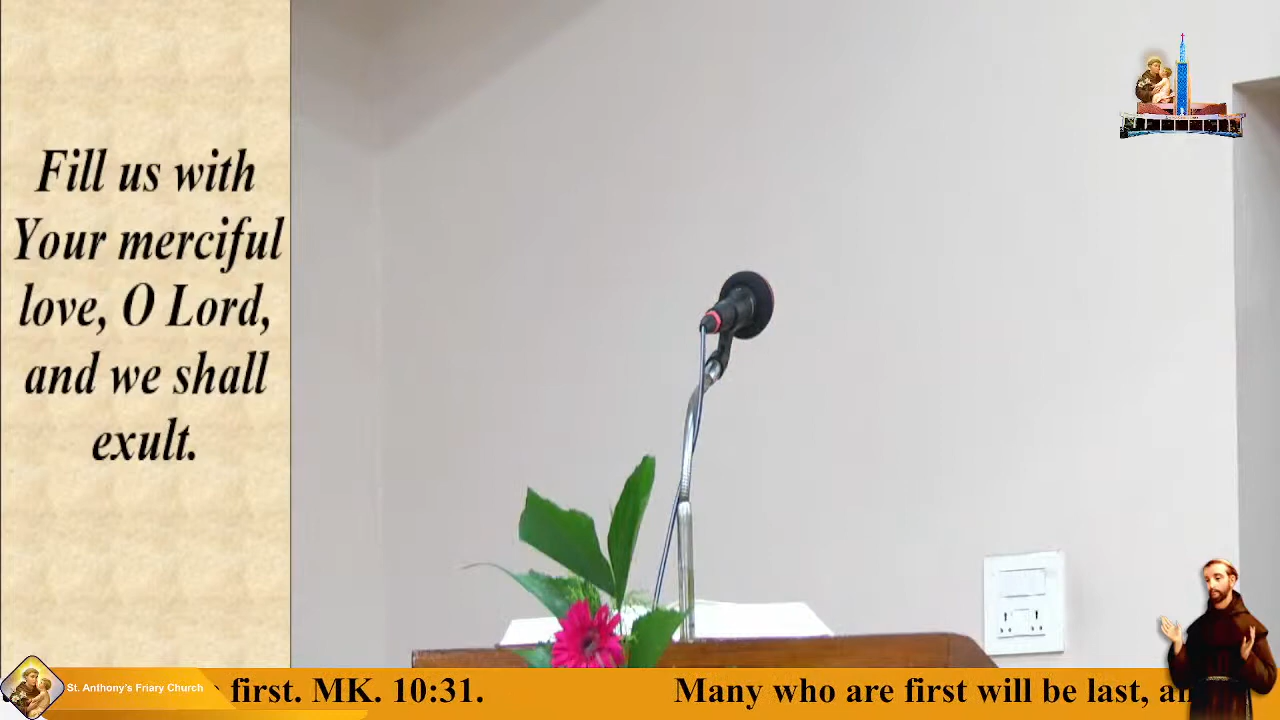 Fill us with
Your merciful
love, O Lord,
and we shall
exult.
St. Anthony's Friary Church
first. MK. 10:31.
Many who are first will be last,